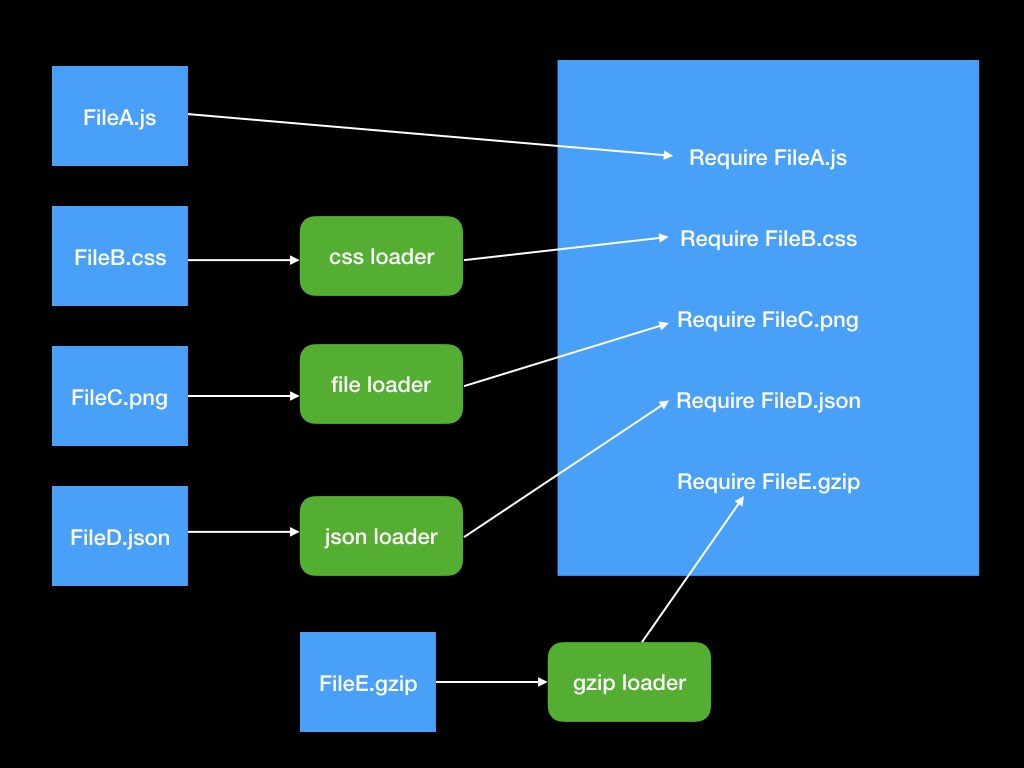 FileA.js
Require FileA.js
FileB.css
css loader
Require FileB.css
FileC.png
file loader
Require FileC.png
FileD.json
json loader
Require FileD.json
Require FileE.gzip
FileE.gzip
gzip loader